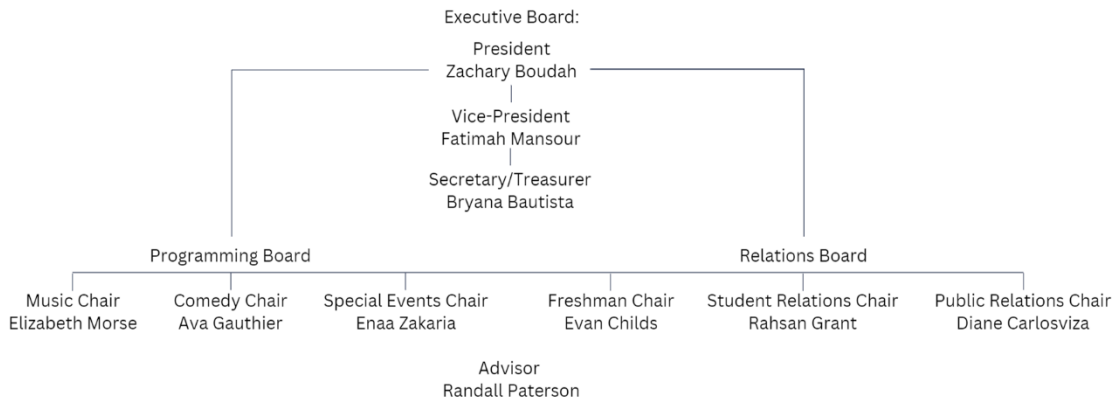 Executive Board:
President
Zachary Boudah
Vice-President
Fatimah Mansour
Secretary/Treasurer
Bryana Bautista
Programming Board
Relations Board
Music Chair
Elizabeth Morse
Comedy Chair
Ava Gauthier
Special Events Chair
Enaa Zakaria
Freshman Chair
Evan Childs
Student Relations Chair
Rahsan Grant
Public Relations Chair
Diane Carlosviza
Advisor
Randall Paterson